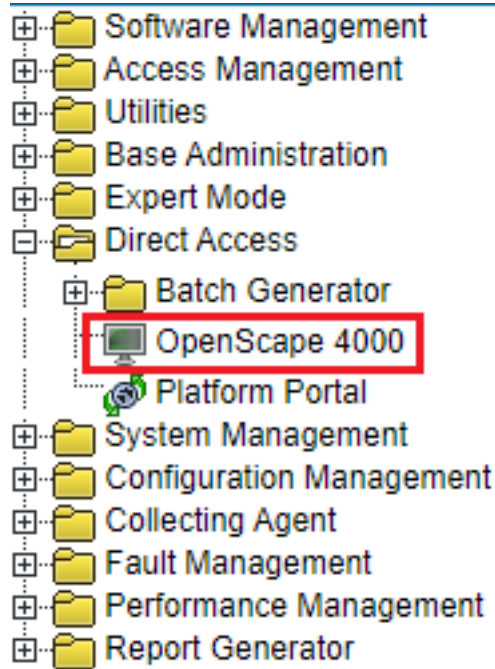 Software Management
Access Management
Utilities
Base Administration
Expert Mode
Direct Access
Batch Generator
OpenScape 4000
Platform Portal
System Management
Configuration Management
Collecting Agent
Fault Management
Performance Management
Report Generator